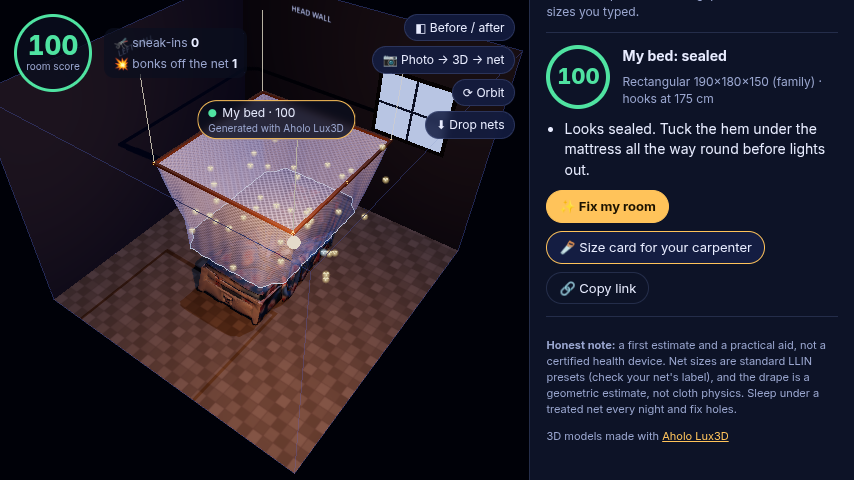 HEAD WALL
100
room score
🦟 sneak-ins 0
💥 bonks off the net 1
◧ Before / after
📷 Photo → 3D → net
⟳ Orbit
⬇ Drop nets
My bed · 100
Generated with Aholo Lux3D
sizes you typed.
100
My bed: sealed
Rectangular 190×180×150 (family) ·
hooks at 175 cm
• Looks sealed. Tuck the hem under the
mattress all the way round before lights
out.
✨ Fix my room
🪚 Size card for your carpenter
🔗 Copy link
Honest note: a first estimate and a practical aid, not a
certified health device. Net sizes are standard LLIN
presets (check your net's label), and the drape is a
geometric estimate, not cloth physics. Sleep under a
treated net every night and fix holes.
3D models made with Aholo Lux3D